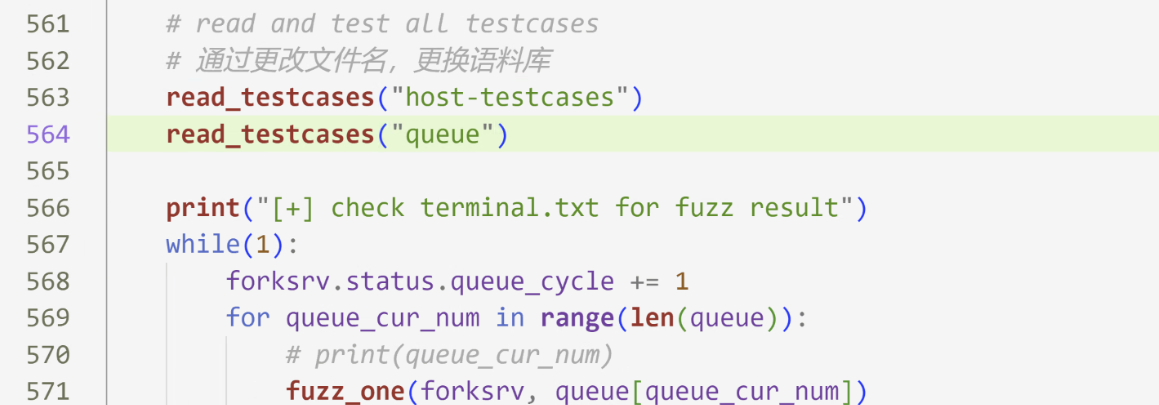 561 # read and test all testcases
562 # 通过更改文件名，更换语料库
563 read_testcases("host-testcases")
564 read_testcases("queue")
565
566 print("[+] check terminal.txt for fuzz result")
567 while(1):
568 forksrv.status.queue_cycle += 1
569 for queue_cur_num in range(len(queue)):
570 # print(queue_cur_num)
571 fuzz_one(forksrv, queue[queue_cur_num])